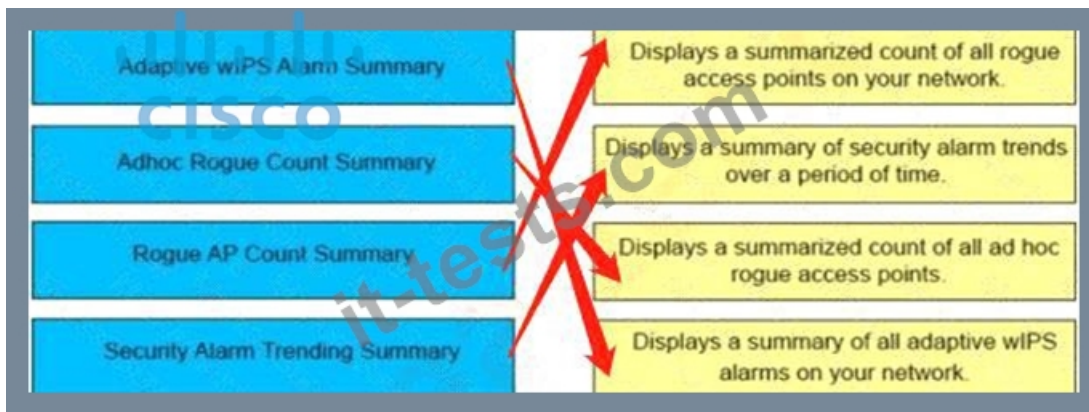 Adaptive wIPS Alarm Summary
CISCO
Adhoc Rogue Count Summary
Rogue AP Count Summary
Security Alarm Trending Summary
Displays a summarized count of all rogue
access points on your network.
Displays a summary of security alarm trends
over a period of time.
Displays a summarized count of all ad hoc
rogue access points.
Displays a summary of all adaptive wIPS
alarms on your network.
it-tests.com